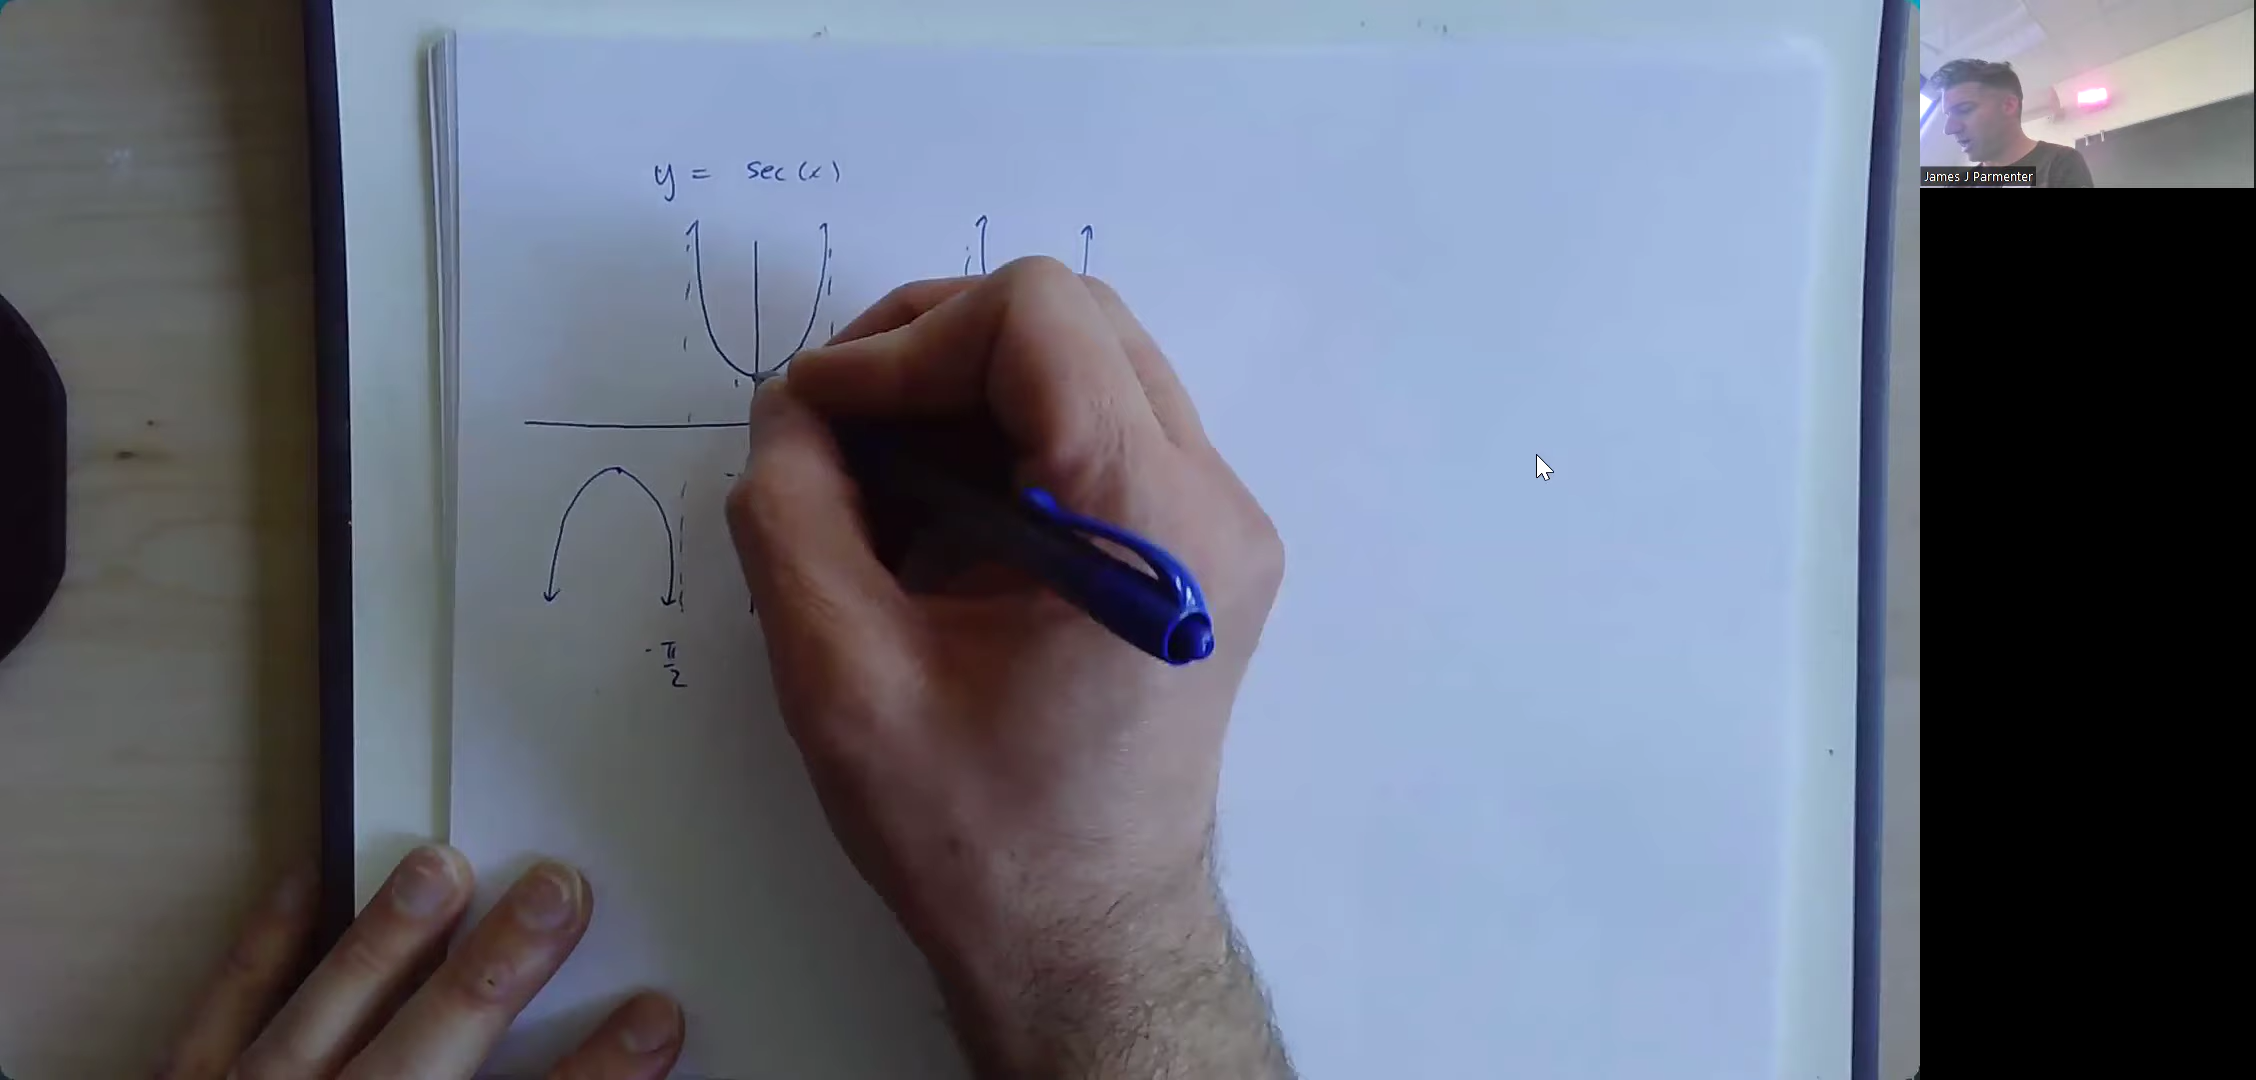 y = sec(x)
-π/2
James J Parmenter